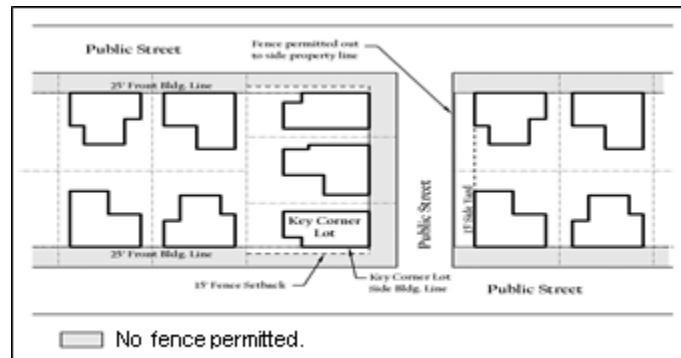 Public Street
Fence permitted out
to side property line
25' Front Bldg. Line
Public Street
15' Side Yard
Key Corner
Lot
25' Front Bldg. Line
15' Fence Setback
Key Corner Lot
Side Bldg. Line
Public Street
No fence permitted.